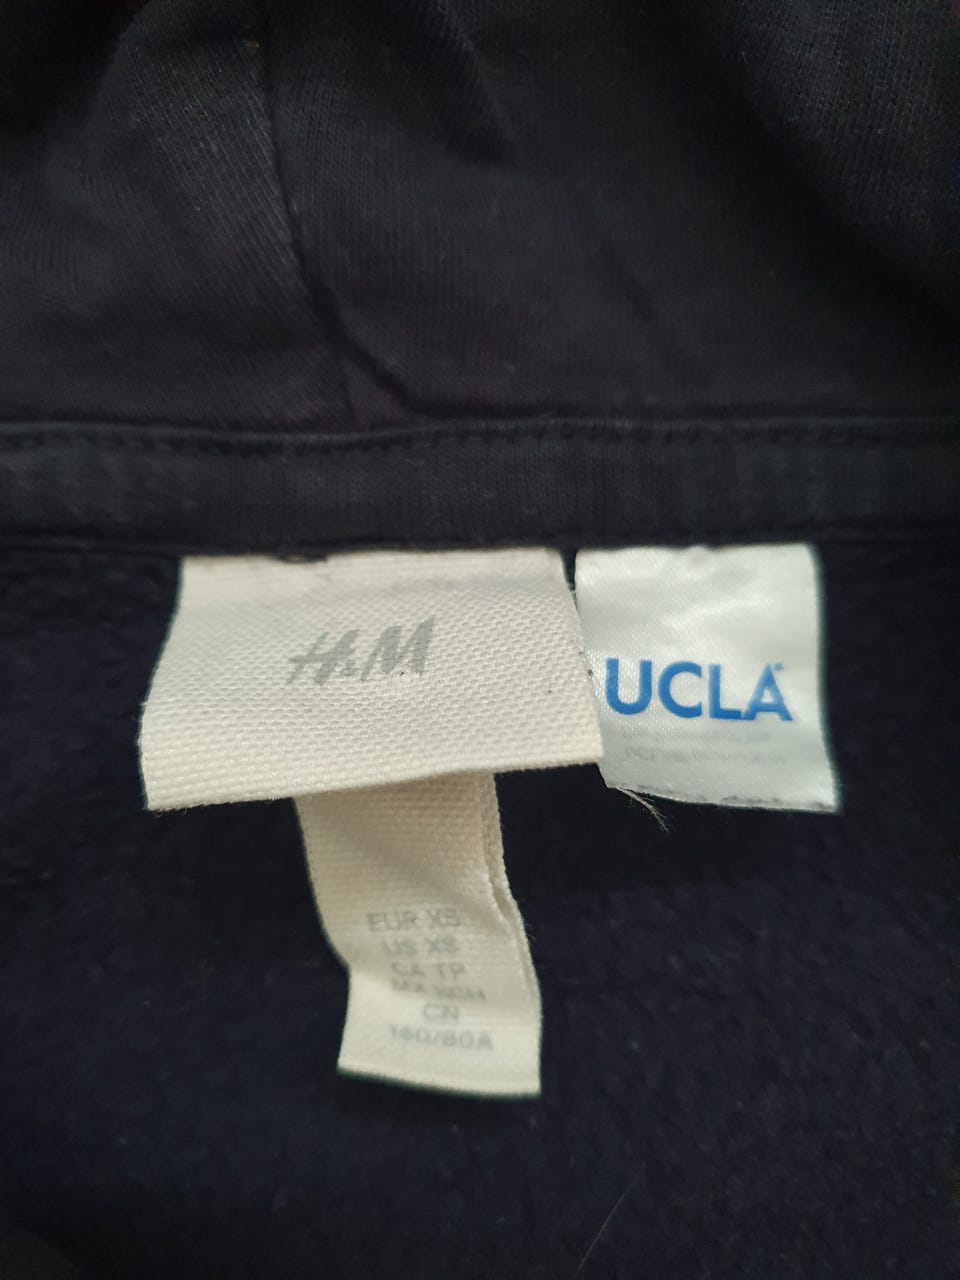 H&M
UCLA
EUR XS
US XS
CA TP
CN
160/80A